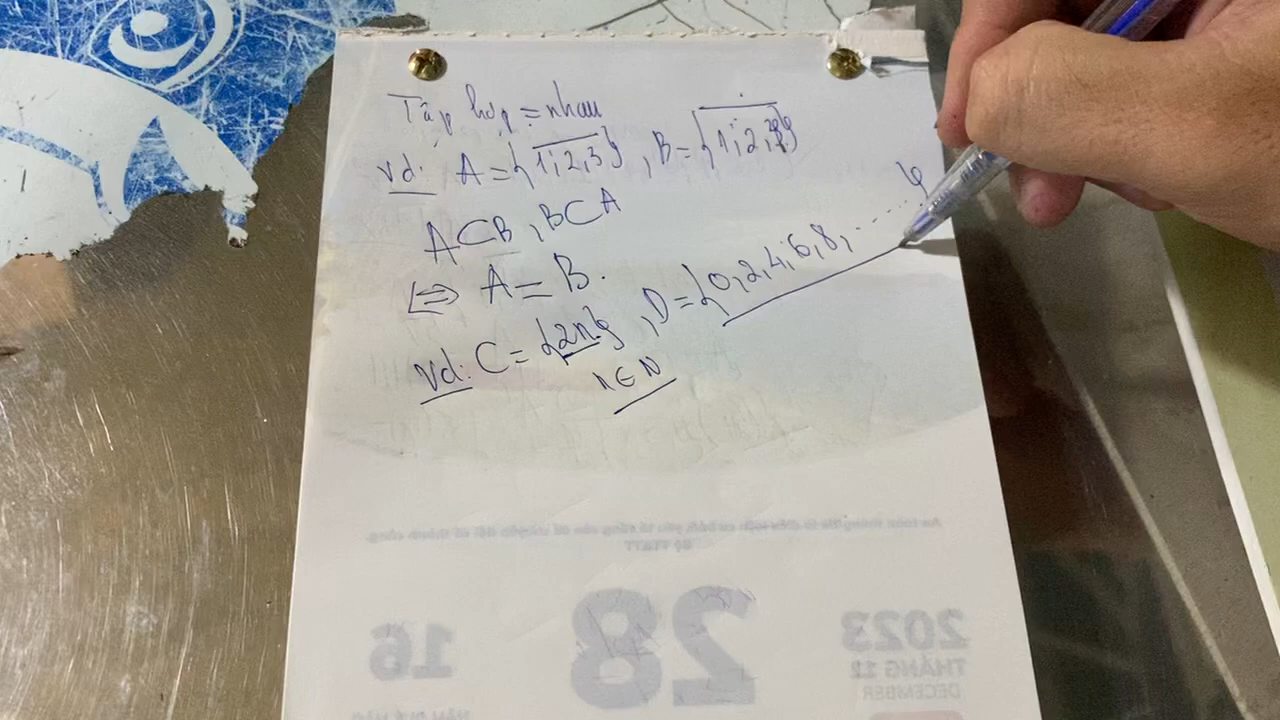 Tập hợp = nhau
vd: A = {1; 2, 3}, B = {1; 2,
A ⊂ B, B ⊂ A
⇔ A = B.
vd: C = {2n}, D = {0, 2, 4, 6, 8, ......}
n ∈ N
28
16
2023
THÁNG 12
DECEMBER